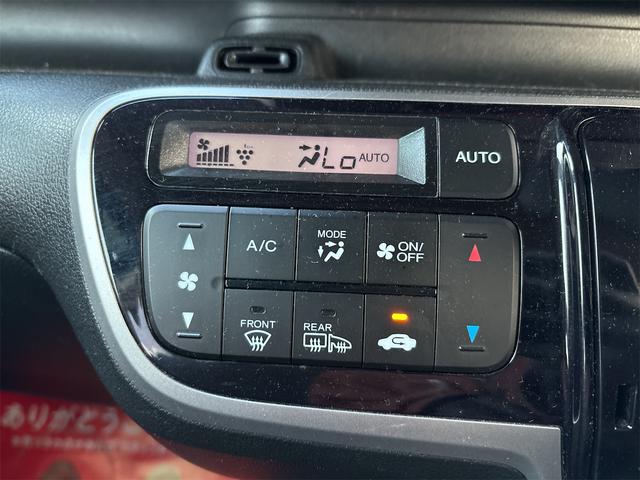 Lo AUTO
AUTO
A/C
MODE
ON/
OFF
FRONT
REAR
ありがとう